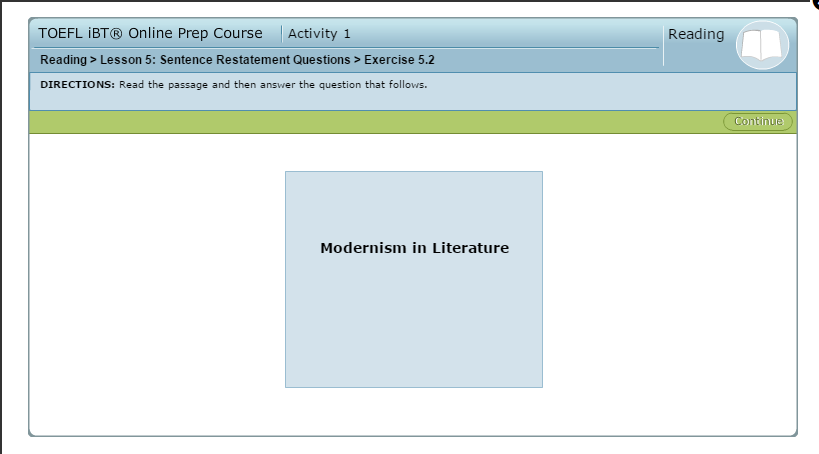 TOEFL iBT® Online Prep Course Activity 1 Reading
Reading > Lesson 5: Sentence Restatement Questions > Exercise 5.2
DIRECTIONS: Read the passage and then answer the question that follows.
Continue
Modernism in Literature